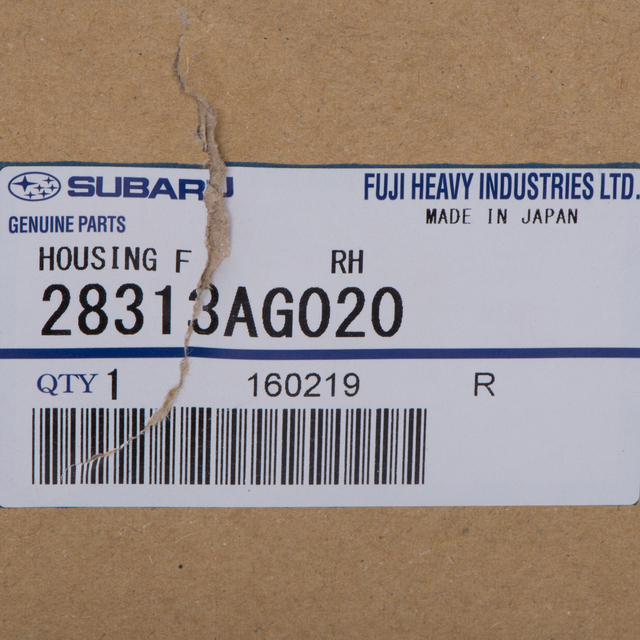 SUBARU
FUJI HEAVY INDUSTRIES LTD.
GENUINE PARTS
MADE IN JAPAN
HOUSING F RH
28313AG020
QTY 1 160219 R